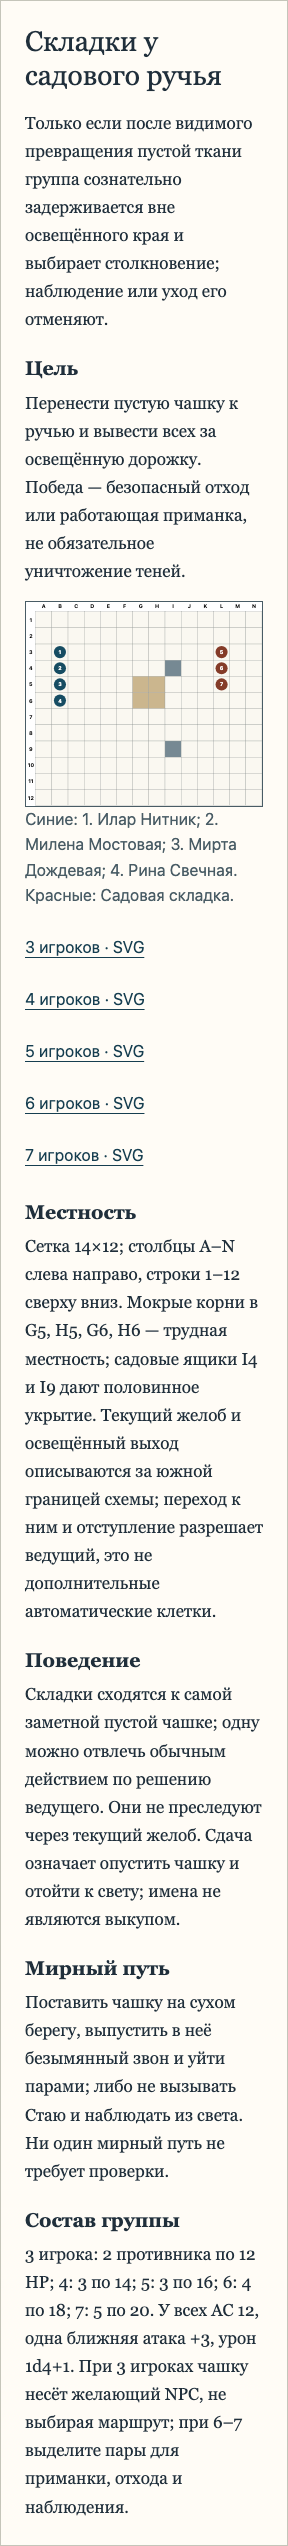 Складки у
садового ручья
Только если после видимого
превращения пустой ткани
группа сознательно
задерживается вне
освещённого края и
выбирает столкновение;
наблюдение или уход его
отменяют.
Цель
Перенести пустую чашку к
ручью и вывести всех за
освещённую дорожку.
Победа — безопасный отход
или работающая приманка,
не обязательное
уничтожение теней.
A B C D E F G H I J K L M N
1
2
3 1 5
4 2 6
5 3 7
6 4
7
8
9
10
11
12
Синие: 1. Илар Нитник; 2.
Милена Мостовая; 3. Мирта
Дождевая; 4. Рина Свечная.
Красные: Садовая складка.
3 игроков · SVG
4 игроков · SVG
5 игроков · SVG
6 игроков · SVG
7 игроков · SVG
Местность
Сетка 14×12; столбцы A–N
слева направо, строки 1–12
сверху вниз. Мокрые корни в
G5, H5, G6, H6 — трудная
местность; садовые ящики I4
и I9 дают половинное
укрытие. Текущий желоб и
освещённый выход
описываются за южной
границей схемы; переход к
ним и отступление разрешает
ведущий, это не
дополнительные
автоматические клетки.
Поведение
Складки сходятся к самой
заметной пустой чашке; одну
можно отвлечь обычным
действием по решению
ведущего. Они не преследуют
через текущий желоб. Сдача
означает опустить чашку и
отойти к свету; имена не
являются выкупом.
Мирный путь
Поставить чашку на сухом
берегу, выпустить в неё
безымянный звон и уйти
парами; либо не вызывать
Стаю и наблюдать из света.
Ни один мирный путь не
требует проверки.
Состав группы
3 игрока: 2 противника по 12
HP; 4: 3 по 14; 5: 3 по 16; 6: 4
по 18; 7: 5 по 20. У всех AC 12,
одна ближняя атака +3, урон
1d4+1. При 3 игроках чашку
несёт желающий NPC, не
выбирая маршрут; при 6–7
выделите пары для
приманки, отхода и
наблюдения.